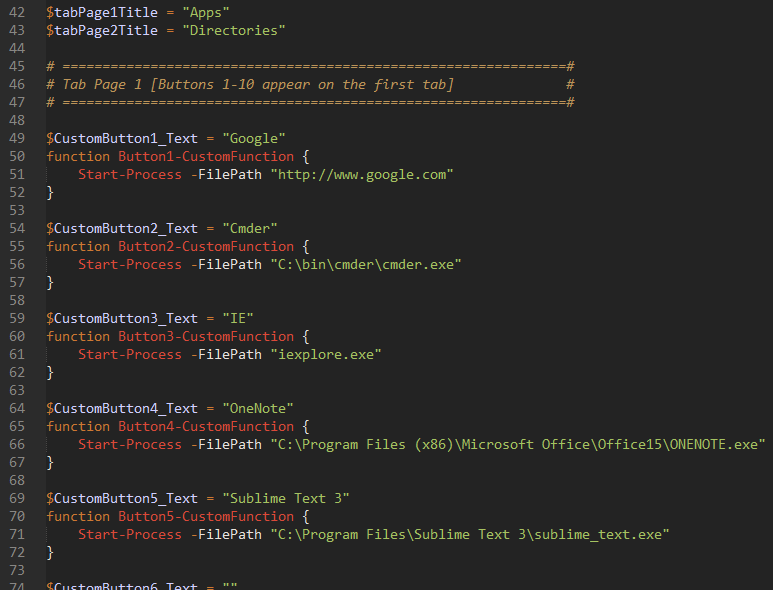 42 $tabPage1Title = "Apps"
43 $tabPage2Title = "Directories"
44
45 # ===============================================================#
46 # Tab Page 1 [Buttons 1-10 appear on the first tab]              #
47 # ===============================================================#
48
49 $CustomButton1_Text = "Google"
50 function Button1-CustomFunction {
51     Start-Process -FilePath "http://www.google.com"
52 }
53
54 $CustomButton2_Text = "Cmder"
55 function Button2-CustomFunction {
56     Start-Process -FilePath "C:\bin\cmder\cmder.exe"
57 }
58
59 $CustomButton3_Text = "IE"
60 function Button3-CustomFunction {
61     Start-Process -FilePath "iexplore.exe"
62 }
63
64 $CustomButton4_Text = "OneNote"
65 function Button4-CustomFunction {
66     Start-Process -FilePath "C:\Program Files (x86)\Microsoft Office\Office15\ONENOTE.exe"
67 }
68
69 $CustomButton5_Text = "Sublime Text 3"
70 function Button5-CustomFunction {
71     Start-Process -FilePath "C:\Program Files\Sublime Text 3\sublime_text.exe"
72 }
73
74 $CustomButton6_Text = ""